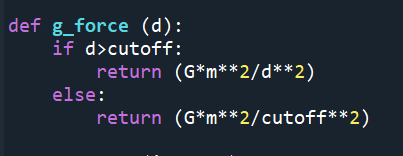 def g_force (d):
    if d>cutoff:
        return (G*m**2/d**2)
    else:
        return (G*m**2/cutoff**2)